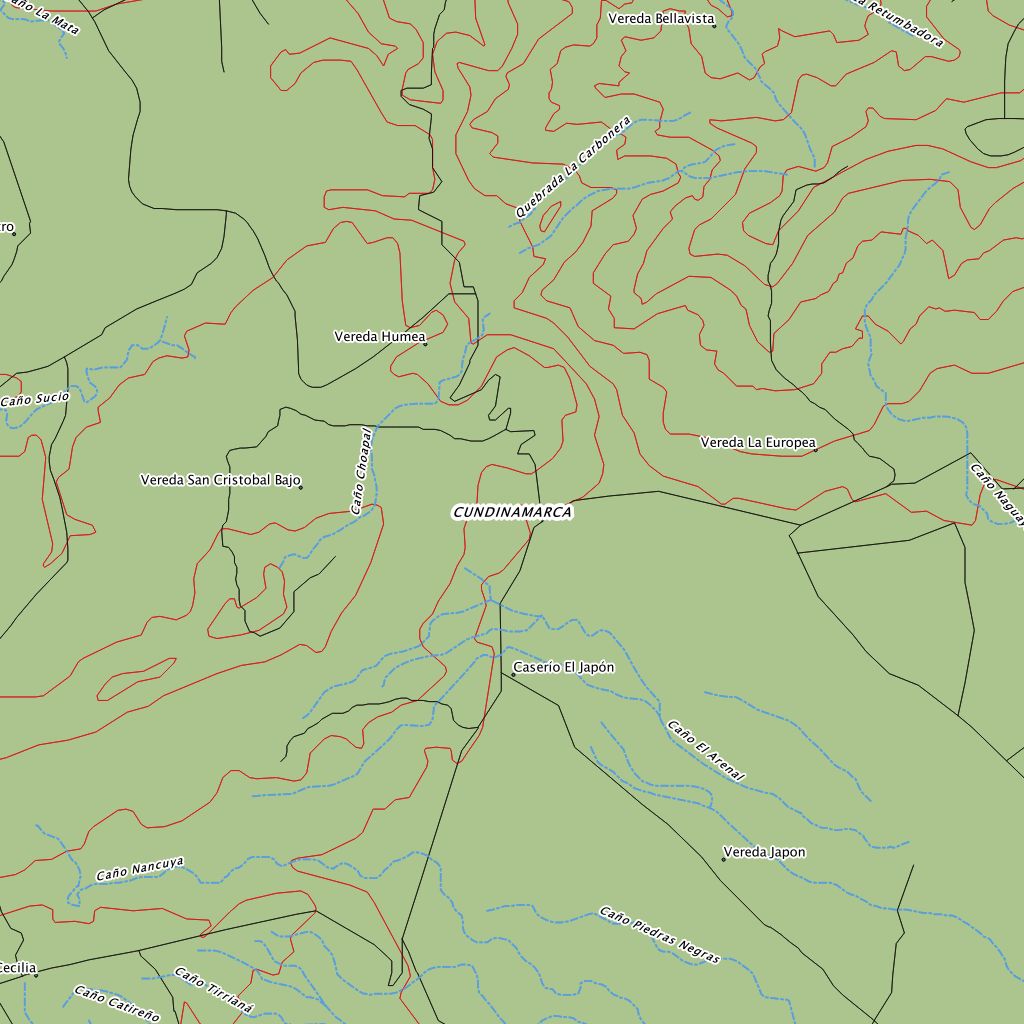 Caño La Mata
Vereda Bellavista
Retumbadora
Quebrada La Carbonera
Vereda Humea
Caño Sucio
Caño Choapal
Vereda La Europea
Vereda San Cristobal Bajo
Caño Naguay
CUNDINAMARCA
Caserío El Japón
Caño El Arenal
Vereda Japon
Caño Nancuya
Caño Piedras Negras
Cecilia
Caño Tirrianá
Caño Catireño